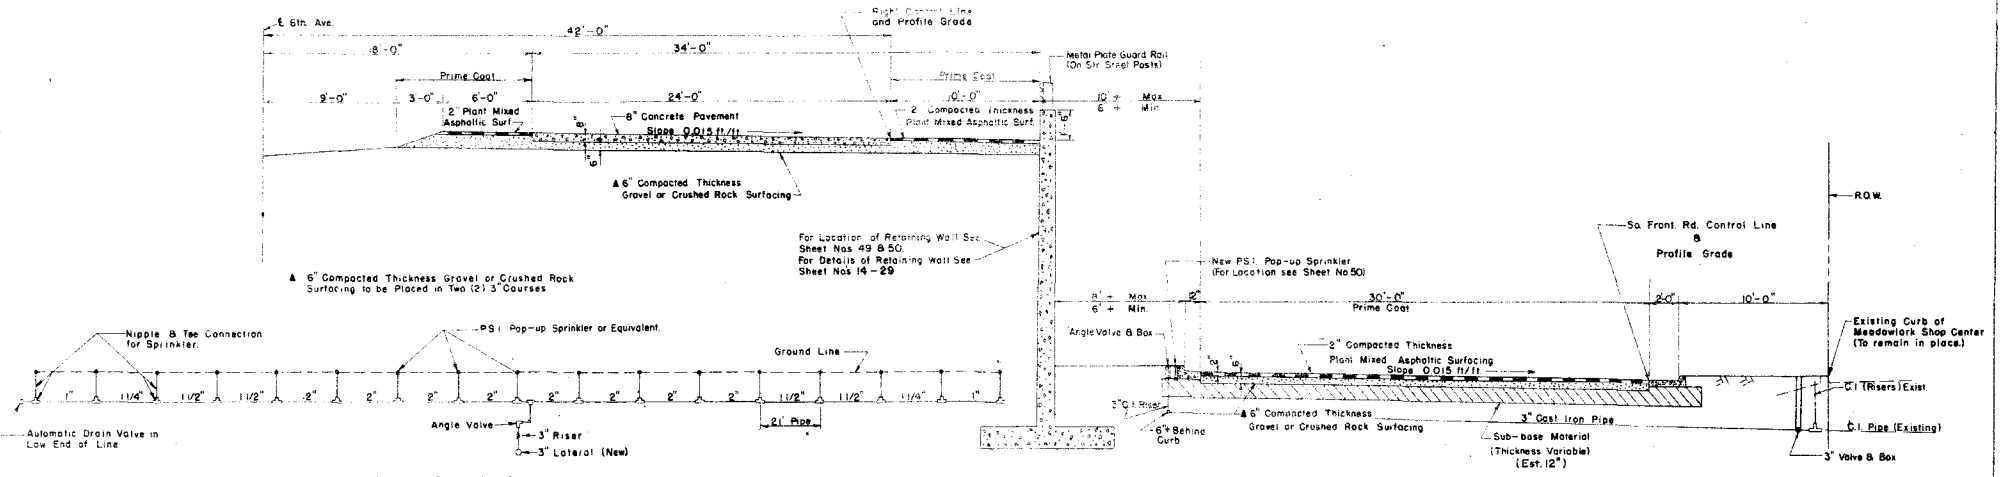 ℄ 6th Ave.
Right Control Line
and Profile Grade
42'-0"
18'-0"
34'-0"
Metal Plate Guard Rail
(On Str. Steel Posts)
Prime Coat
Prime Coat
9'-0"
3'-0"
6'-0"
24'-0"
10'-0"
10' ± Max.
6' ± Min.
2" Plant Mixed
Asphaltic Surf.
8"
8" Concrete Pavement
Slope 0.015 ft/ft.
2" Compacted Thickness
Plant Mixed Asphaltic Surf.
6"
6"
▲ 6" Compacted Thickness
Gravel or Crushed Rock Surfacing
R.O.W.
For Location of Retaining Wall See
Sheet Nos. 49 & 50.
For Details of Retaining Wall See
Sheet Nos. 14 - 29
So. Front. Rd. Control Line
&
Profile Grade
New P.S.I. Pop-up Sprinkler
(For Location see Sheet No. 50)
▲ 6" Compacted Thickness Gravel or Crushed Rock
Surfacing to be Placed in Two (2) 3" Courses
8' ± Max.
6' ± Min.
2"
30'-0"
Prime Coat
2'-0"
10'-0"
Nipple & Tee Connection
for Sprinkler.
P.S.I. Pop-up Sprinkler or Equivalent.
Angle Valve & Box
Existing Curb of
Meadowlark Shop Center
(To remain in place.)
Ground Line
2"
6"
2" Compacted Thickness
Plant Mixed Asphaltic Surfacing
Slope 0.015 ft/ft.
1" 1 1/4" 1 1/2" 1 1/2" 2" 2" 2" 2" 2" 2" 2" 2" 1 1/2" 1 1/2" 1 1/4" 1"
C.I. (Risers) Exist.
3" C.I. Riser
▲ 6" Compacted Thickness
Gravel or Crushed Rock Surfacing
3" Cast Iron Pipe
Angle Valve
21' Pipe
C.I. Pipe (Existing)
Automatic Drain Valve in
Low End of Line
3" Riser
3" Lateral (New)
6"± Behind
Curb
Sub-base Material
(Thickness Variable)
(Est. 12")
3" Valve & Box